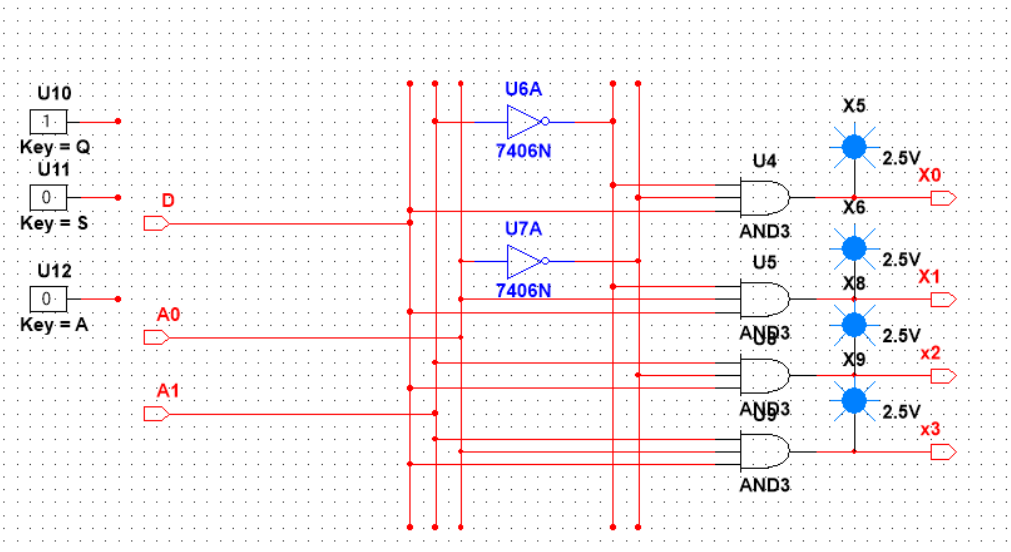 U10
1
Key = Q
U11
0
Key = S
U12
0
Key = A
D
A0
A1
U6A
7406N
U7A
7406N
U4
AND3
U5
AND3
U8
AND3
U9
AND3
X5
2.5V
X0
X6
2.5V
X1
X8
2.5V
x2
X9
2.5V
x3